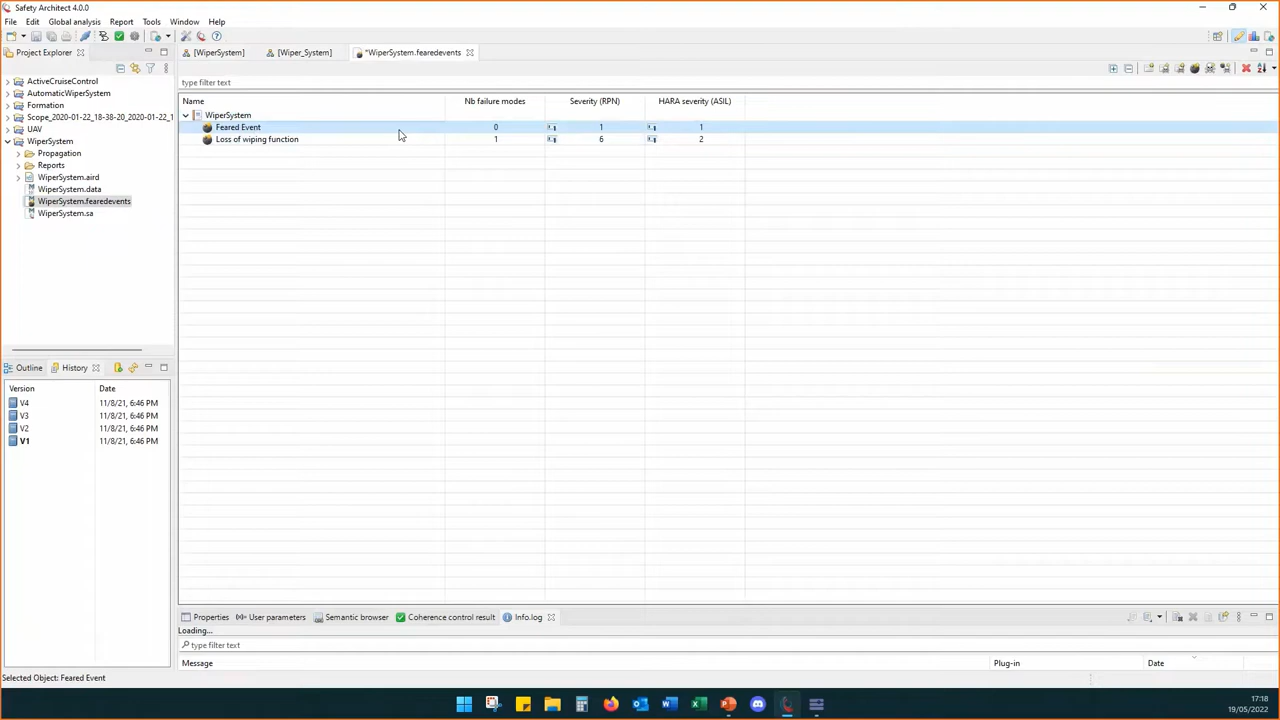 Safety Architect 4.0.0
File Edit Global analysis Report Tools Window Help
Project Explorer
[WiperSystem]
[Wiper_System]
*WiperSystem.fearedevents
type filter text
ActiveCruiseControl
AutomaticWiperSystem
Formation
Scope_2020-01-22_18-38-20_2020-01-22_1
UAV
WiperSystem
Propagation
Reports
WiperSystem.aird
WiperSystem.data
WiperSystem.fearedevents
WiperSystem.sa
Name Nb failure modes Severity (RPN) HARA severity (ASIL)
WiperSystem
Feared Event 0 1 1
Loss of wiping function 1 6 2
Outline History
Version Date
V4 11/8/21, 6:46 PM
V3 11/8/21, 6:46 PM
V2 11/8/21, 6:46 PM
V1 11/8/21, 6:46 PM
Properties User parameters Semantic browser Coherence control result Info.log
Loading...
type filter text
Message Plug-in Date
Selected Object: Feared Event
17:18
19/05/2022